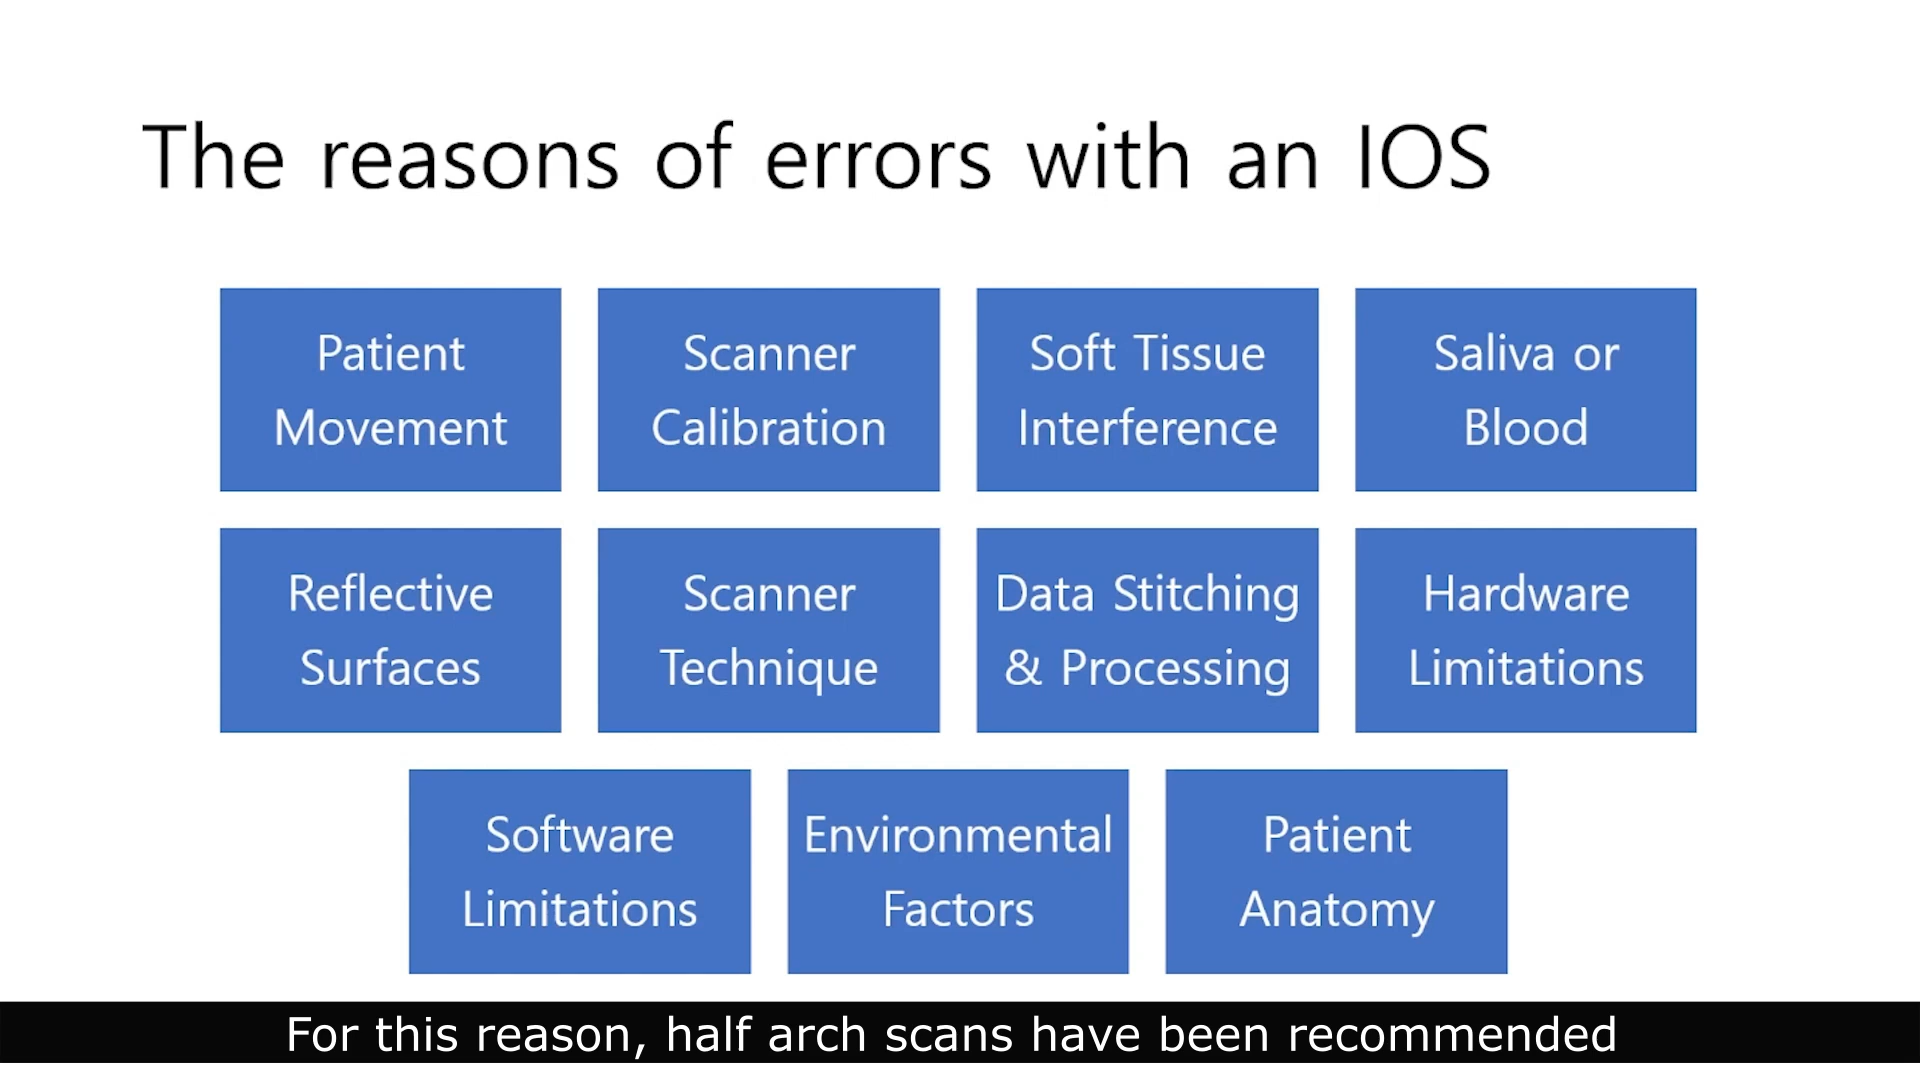 The reasons of errors with an IOS
Patient
Movement
Scanner
Calibration
Soft Tissue
Interference
Saliva or
Blood
Reflective
Surfaces
Scanner
Technique
Data Stitching
& Processing
Hardware
Limitations
Software
Limitations
Environmental
Factors
Patient
Anatomy
For this reason, half arch scans have been recommended